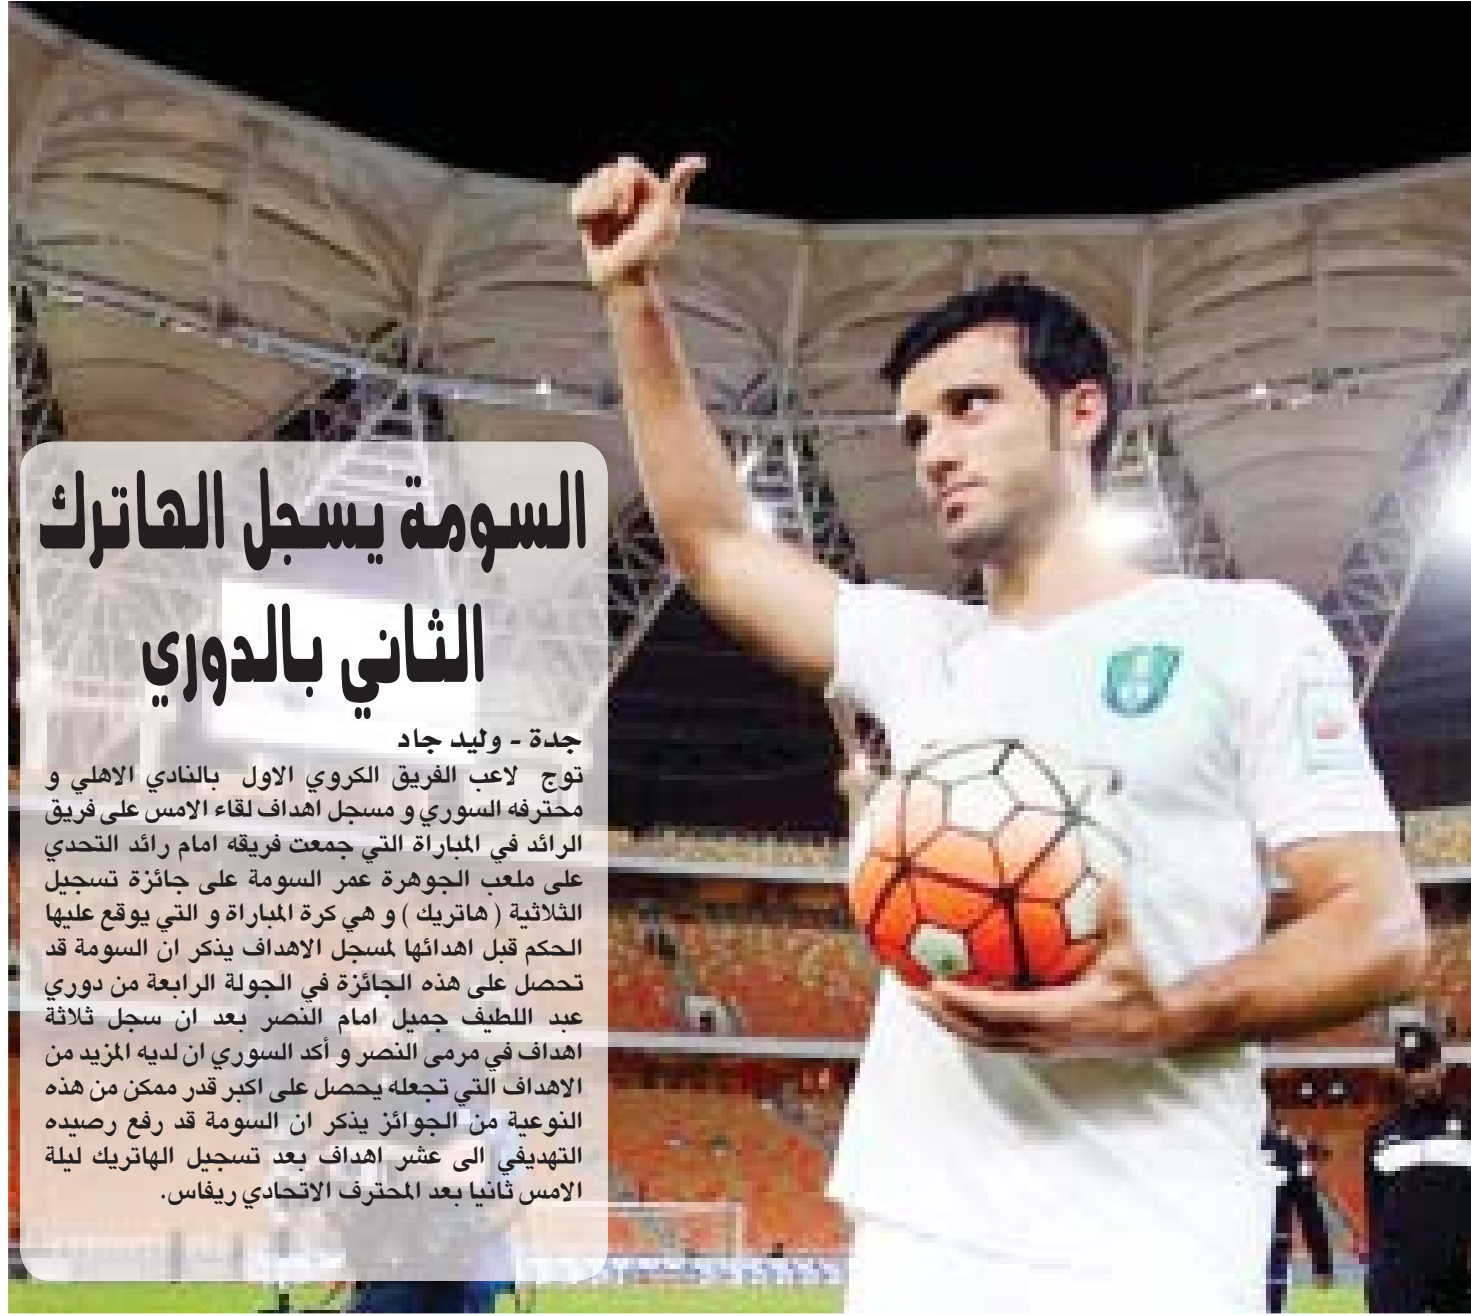 السومة يسجل الهاترك
الثاني بالدوري
جدة - وليد جاد
توج لاعب الفريق الكروي الاول بالنادي الاهلي و
محترفه السوري و مسجل اهداف لقاء الامس على فريق
الرائد في المباراة التي جمعت فريقه امام رائد التحدي
على ملعب الجوهرة عمر السومة على جائزة تسجيل
الثلاثية ( هاتريك ) و هي كرة المباراة و التي يوقع عليها
الحكم قبل اهدائها لمسجل الاهداف يذكر ان السومة قد
تحصل على هذه الجائزة في الجولة الرابعة من دوري
عبد اللطيف جميل امام النصر بعد ان سجل ثلاثة
اهداف في مرمى النصر و أكد السوري ان لديه المزيد من
الاهداف التي تجعله يحصل على اكبر قدر ممكن من هذه
النوعية من الجوائز يذكر ان السومة قد رفع رصيده
التهديفي الى عشر اهداف بعد تسجيل الهاتريك ليلة
الامس ثانيا بعد المحترف الاتحادي ريفاس.